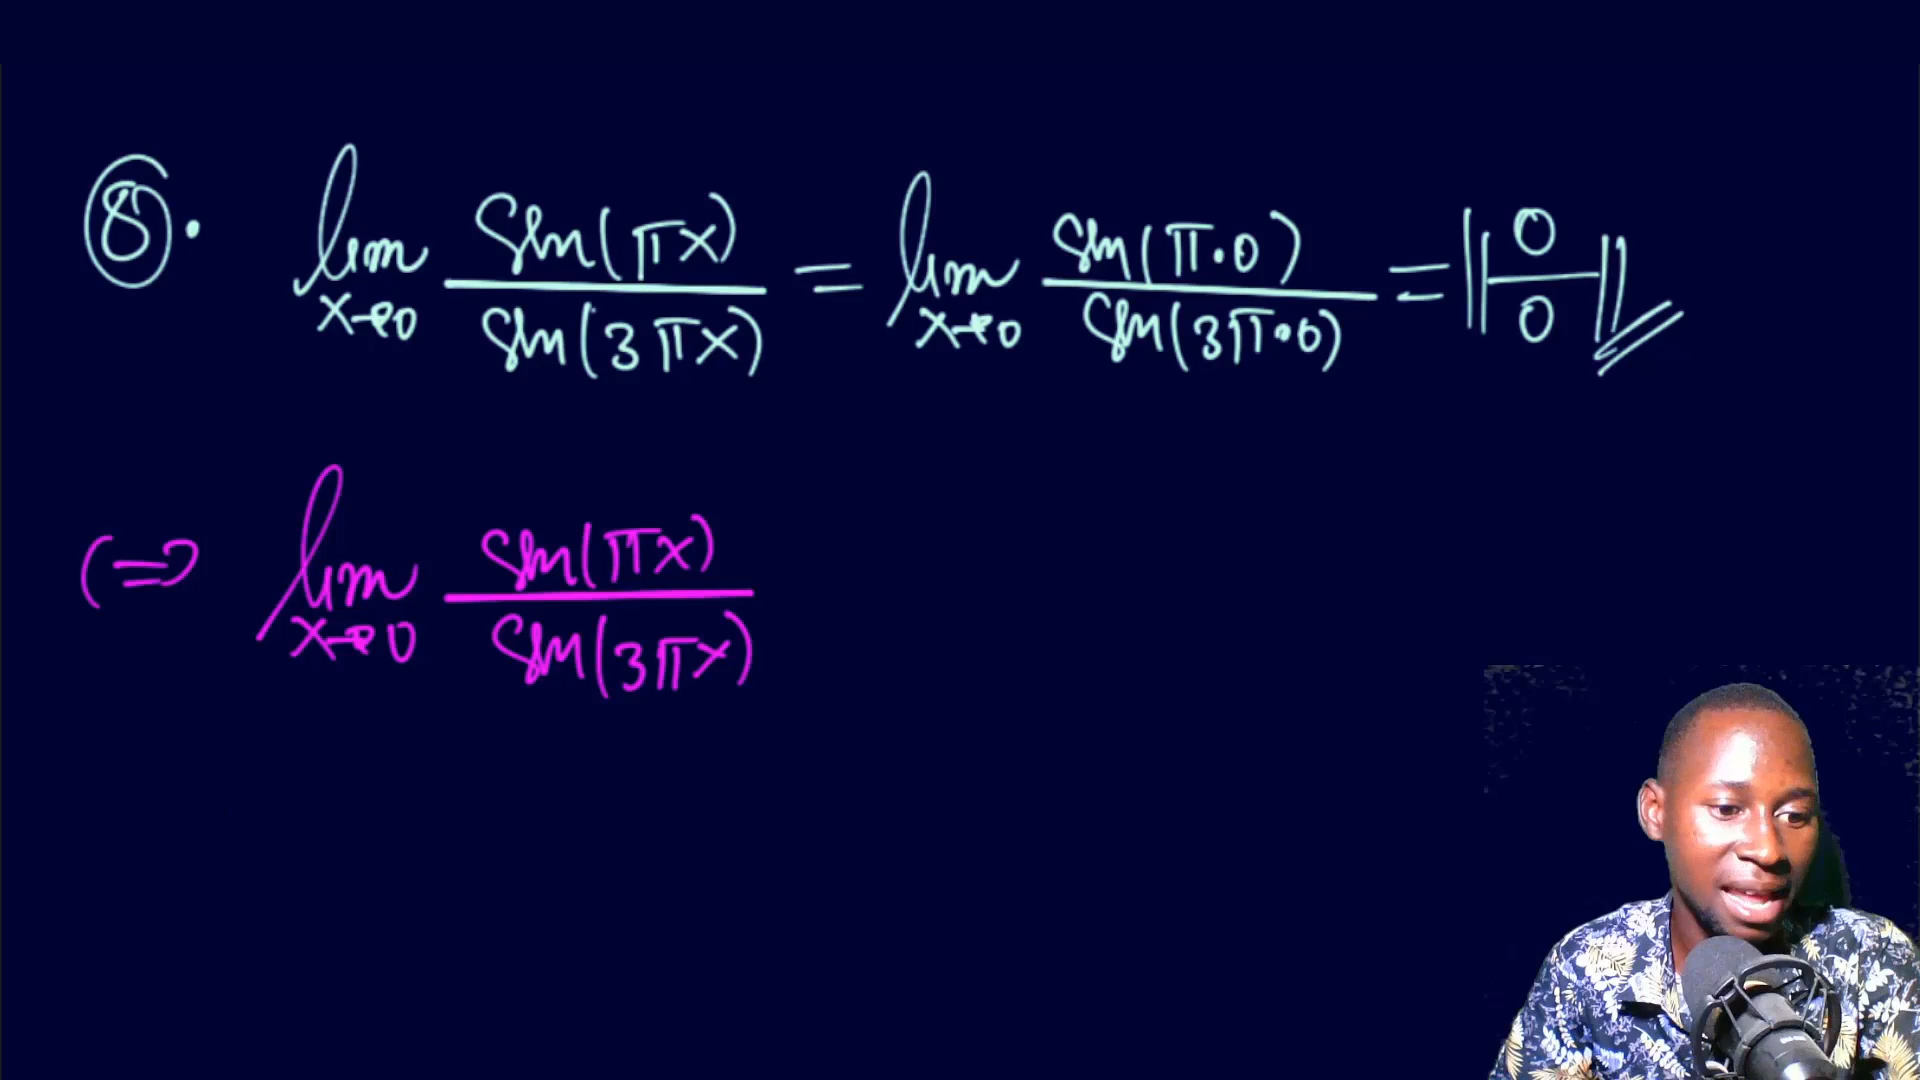 8. lim x→0 sin(πx)/sin(3πx) = lim x→0 sin(π·0)/sin(3π·0) = ||0/0||
(=> lim x→0 sin(πx)/sin(3πx)